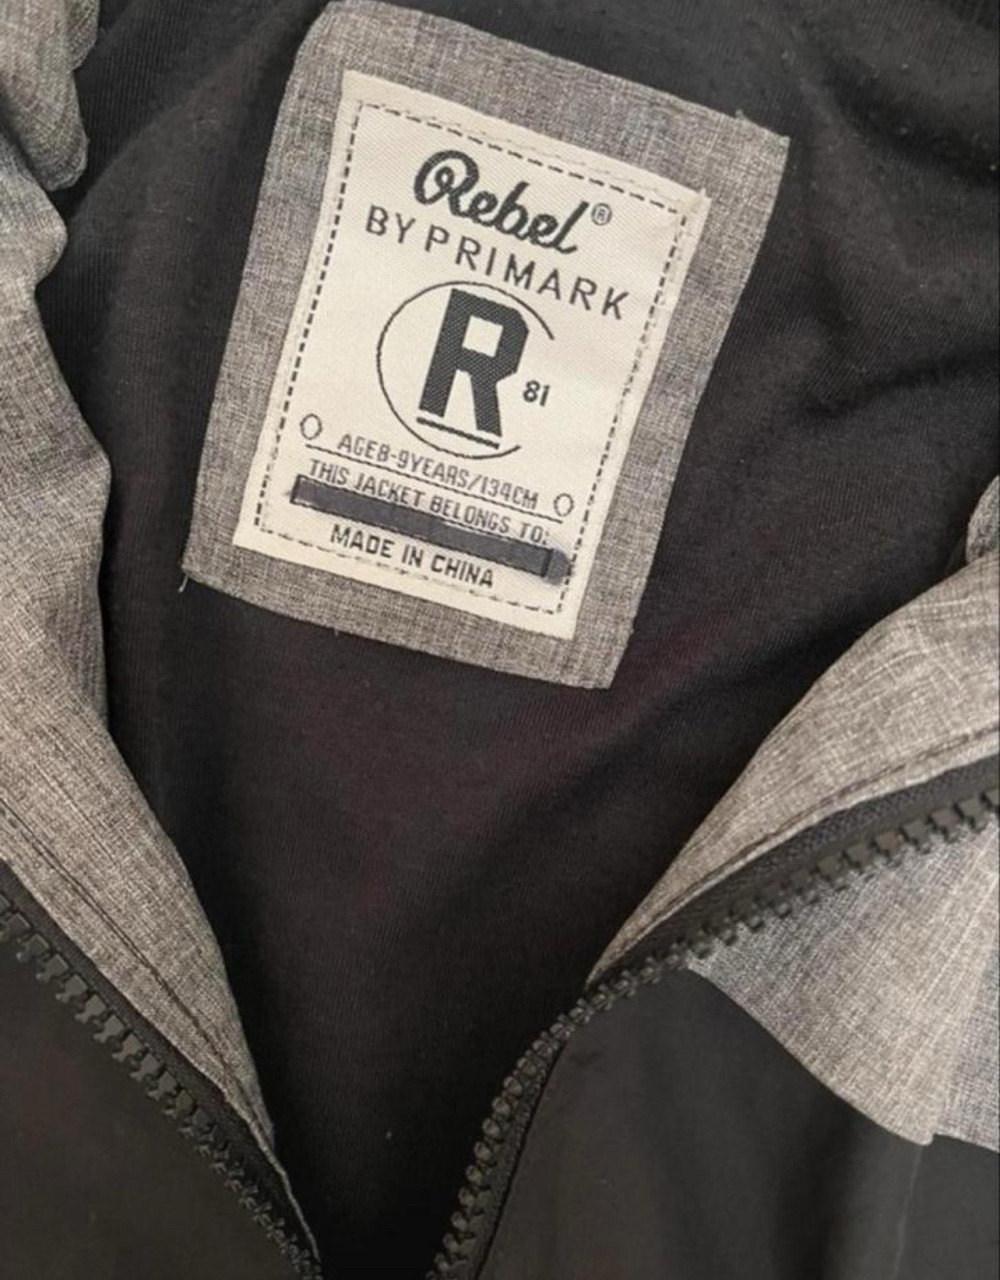 Rebel®
BY PRIMARK
R
81
AGE8-9YEARS/134CM
THIS JACKET BELONGS TO:
MADE IN CHINA